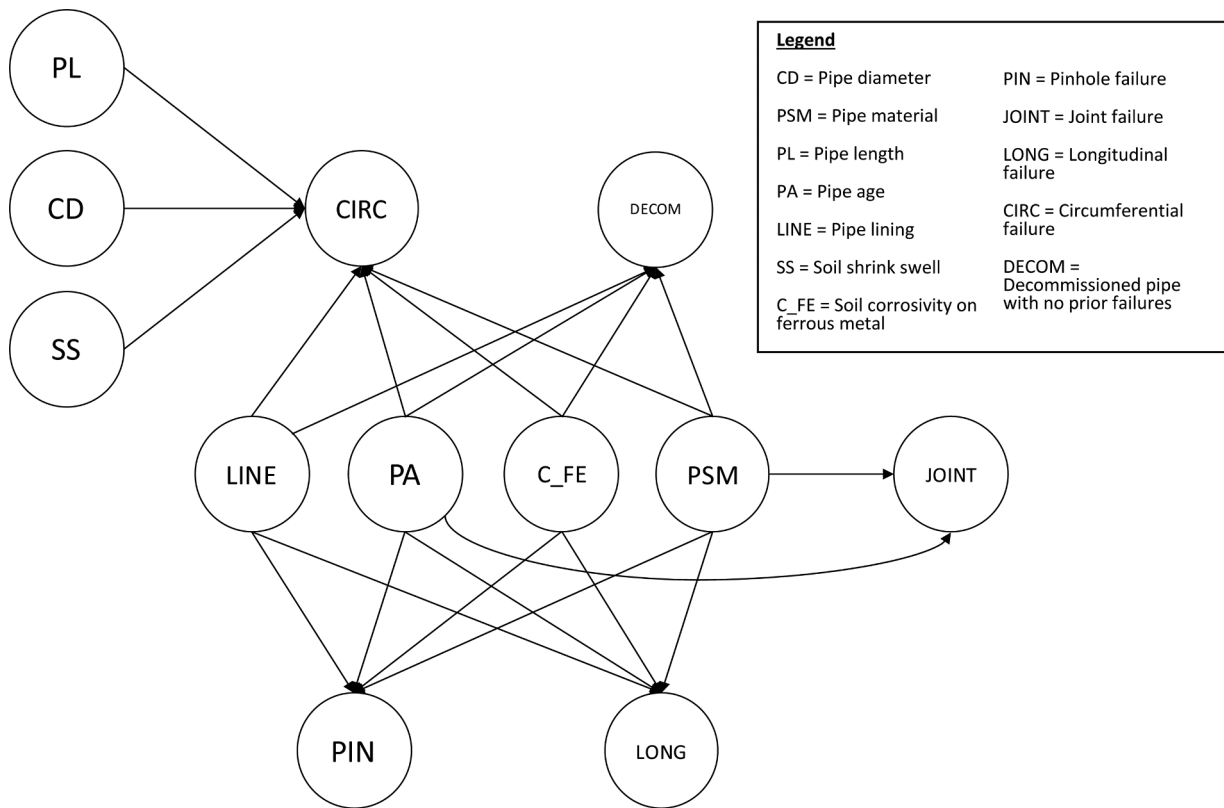 PL
CD
SS
CIRC
DECOM
LINE
PA
C_FE
PSM
JOINT
PIN
LONG
Legend
CD = Pipe diameter
PSM = Pipe material
PL = Pipe length
PA = Pipe age
LINE = Pipe lining
SS = Soil shrink swell
C_FE = Soil corrosivity on
ferrous metal
PIN = Pinhole failure
JOINT = Joint failure
LONG = Longitudinal
failure
CIRC = Circumferential
failure
DECOM =
Decommissioned pipe
with no prior failures